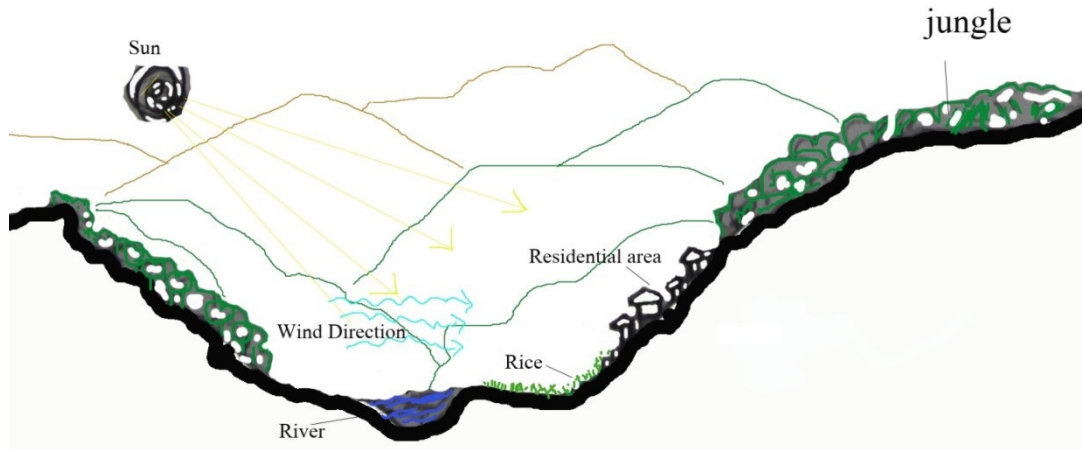 jungle
Sun
Residential area
Wind Direction
Rice
River